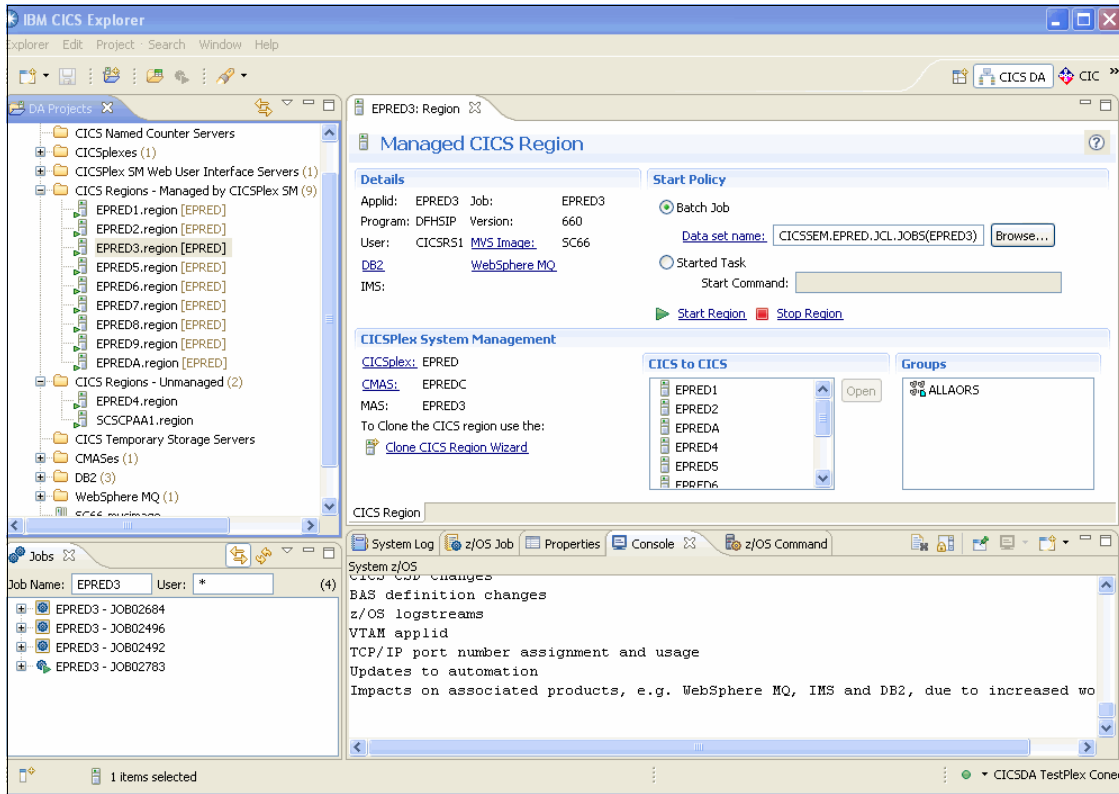 IBM CICS Explorer
Explorer Edit Project Search Window Help
CICS DA CIC »
DA Projects
CICS Named Counter Servers
CICSplexes (1)
CICSPlex SM Web User Interface Servers (1)
CICS Regions - Managed by CICSPlex SM (9)
EPRED1.region [EPRED]
EPRED2.region [EPRED]
EPRED3.region [EPRED]
EPRED5.region [EPRED]
EPRED6.region [EPRED]
EPRED7.region [EPRED]
EPRED8.region [EPRED]
EPRED9.region [EPRED]
EPREDA.region [EPRED]
CICS Regions - Unmanaged (2)
EPRED4.region
SCSCPAA1.region
CICS Temporary Storage Servers
CMASes (1)
DB2 (3)
WebSphere MQ (1)
SC66.mvsimage
EPRED3: Region
Managed CICS Region
Details
Applid: EPRED3 Job: EPRED3
Program: DFHSIP Version: 660
User: CICSRS1 MVS Image: SC66
DB2 WebSphere MQ
IMS:
Start Policy
Batch Job
Data set name: CICSSEM.EPRED.JCL.JOBS(EPRED3) Browse...
Started Task
Start Command:
Start Region Stop Region
CICSPlex System Management
CICSplex: EPRED
CMAS: EPREDC
MAS: EPRED3
To Clone the CICS region use the:
Clone CICS Region Wizard
CICS to CICS
EPRED1
EPRED2
EPREDA
EPRED4
EPRED5
EPRED6
Open
Groups
ALLAORS
CICS Region
Jobs
Job Name: EPRED3 User: * (4)
EPRED3 - JOB02684
EPRED3 - JOB02496
EPRED3 - JOB02492
EPRED3 - JOB02783
System Log z/OS Job Properties Console z/OS Command
System z/OS
CICS CSD changes
BAS definition changes
z/OS logstreams
VTAM applid
TCP/IP port number assignment and usage
Updates to automation
Impacts on associated products, e.g. WebSphere MQ, IMS and DB2, due to increased wo
1 items selected
CICSDA TestPlex Cone